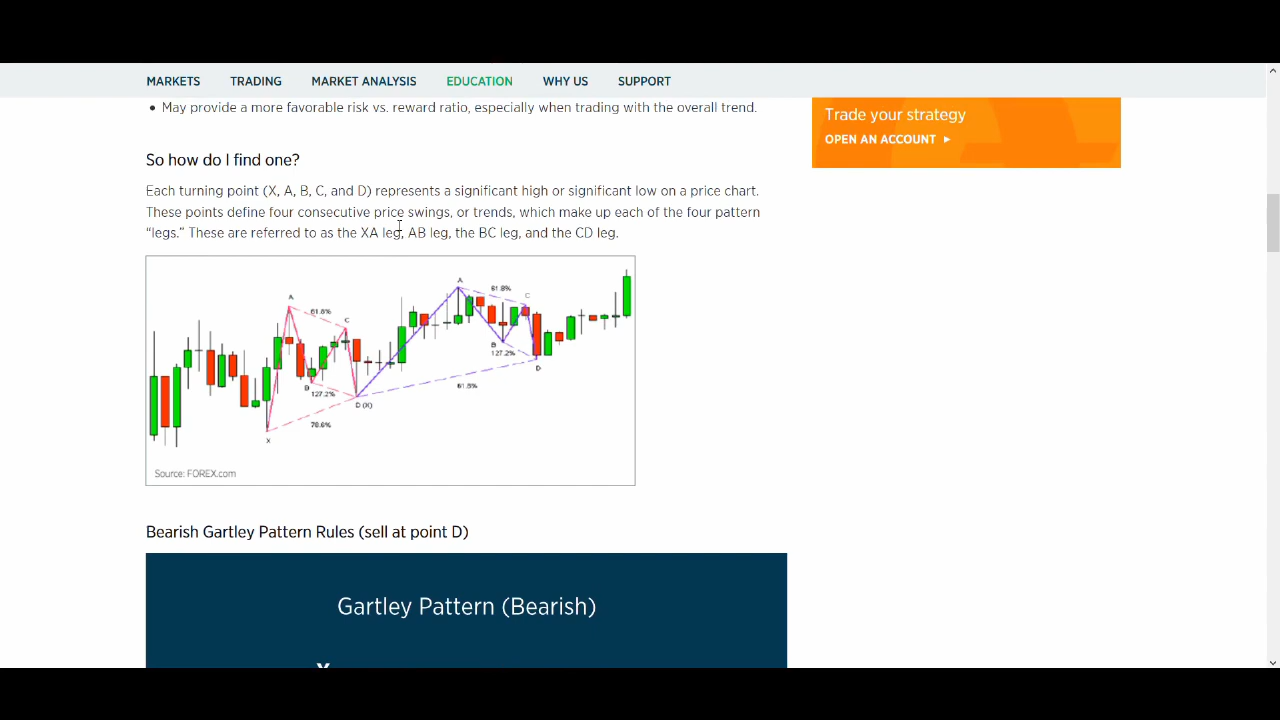 MARKETS TRADING MARKET ANALYSIS EDUCATION WHY US SUPPORT
• May provide a more favorable risk vs. reward ratio, especially when trading with the overall trend.
Trade your strategy
OPEN AN ACCOUNT ►
So how do I find one?
Each turning point (X, A, B, C, and D) represents a significant high or significant low on a price chart.
These points define four consecutive price swings, or trends, which make up each of the four pattern
“legs.” These are referred to as the XA leg, AB leg, the BC leg, and the CD leg.
A
61.8%
C
B
127.2%
D (X)
78.6%
X
A
61.8%
C
B
127.2%
D
61.8%
Source: FOREX.com
Bearish Gartley Pattern Rules (sell at point D)
Gartley Pattern (Bearish)
X